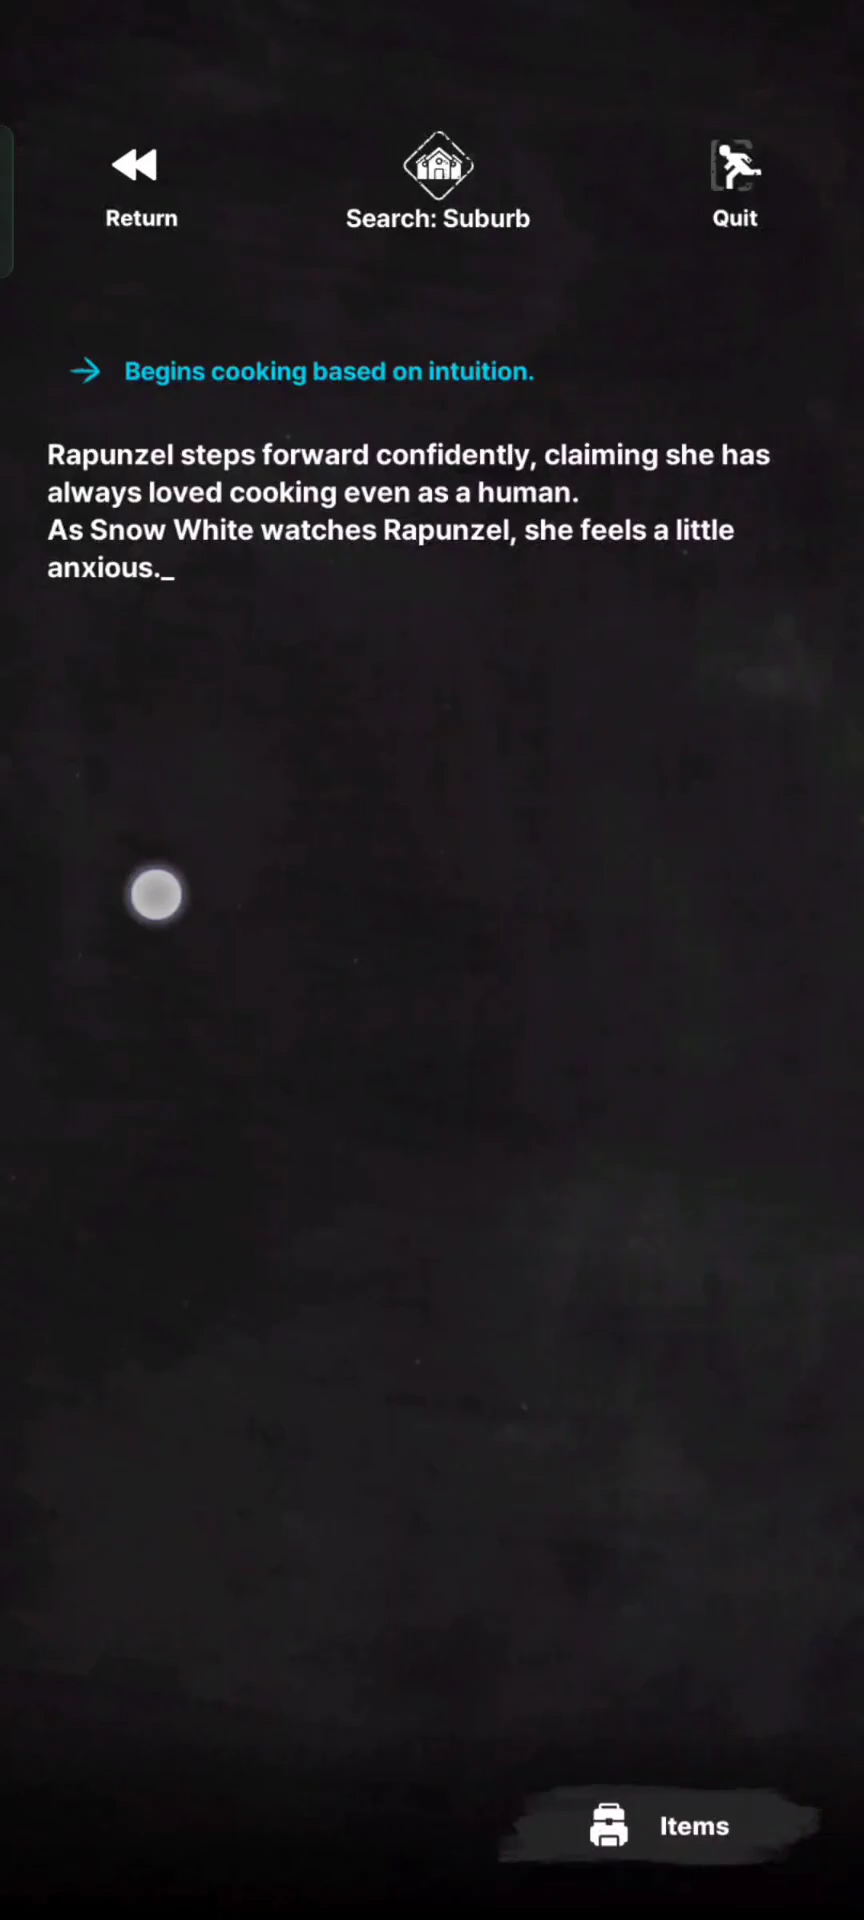 Return
Search: Suburb
Quit
Begins cooking based on intuition.
Rapunzel steps forward confidently, claiming she has
always loved cooking even as a human.
As Snow White watches Rapunzel, she feels a little
anxious._
Items